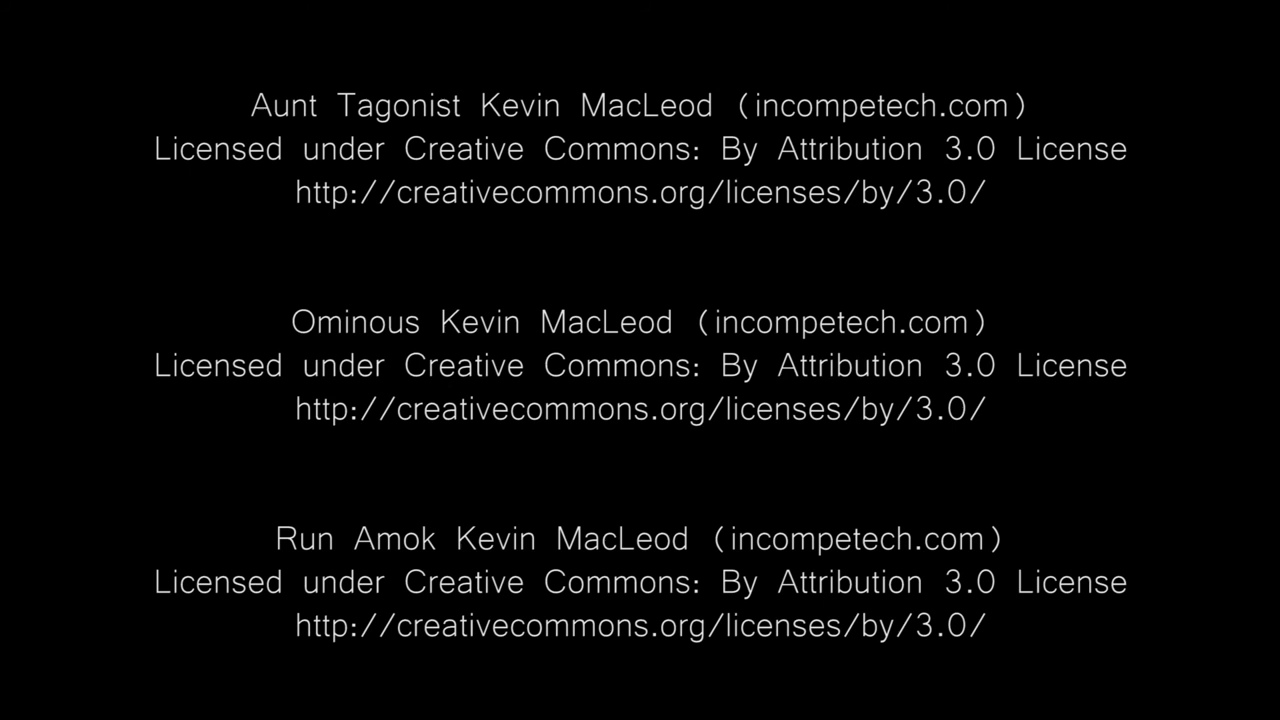 Aunt Tagonist Kevin MacLeod (incompetech.com)
Licensed under Creative Commons: By Attribution 3.0 License
http://creativecommons.org/licenses/by/3.0/
Ominous Kevin MacLeod (incompetech.com)
Licensed under Creative Commons: By Attribution 3.0 License
http://creativecommons.org/licenses/by/3.0/
Run Amok Kevin MacLeod (incompetech.com)
Licensed under Creative Commons: By Attribution 3.0 License
http://creativecommons.org/licenses/by/3.0/